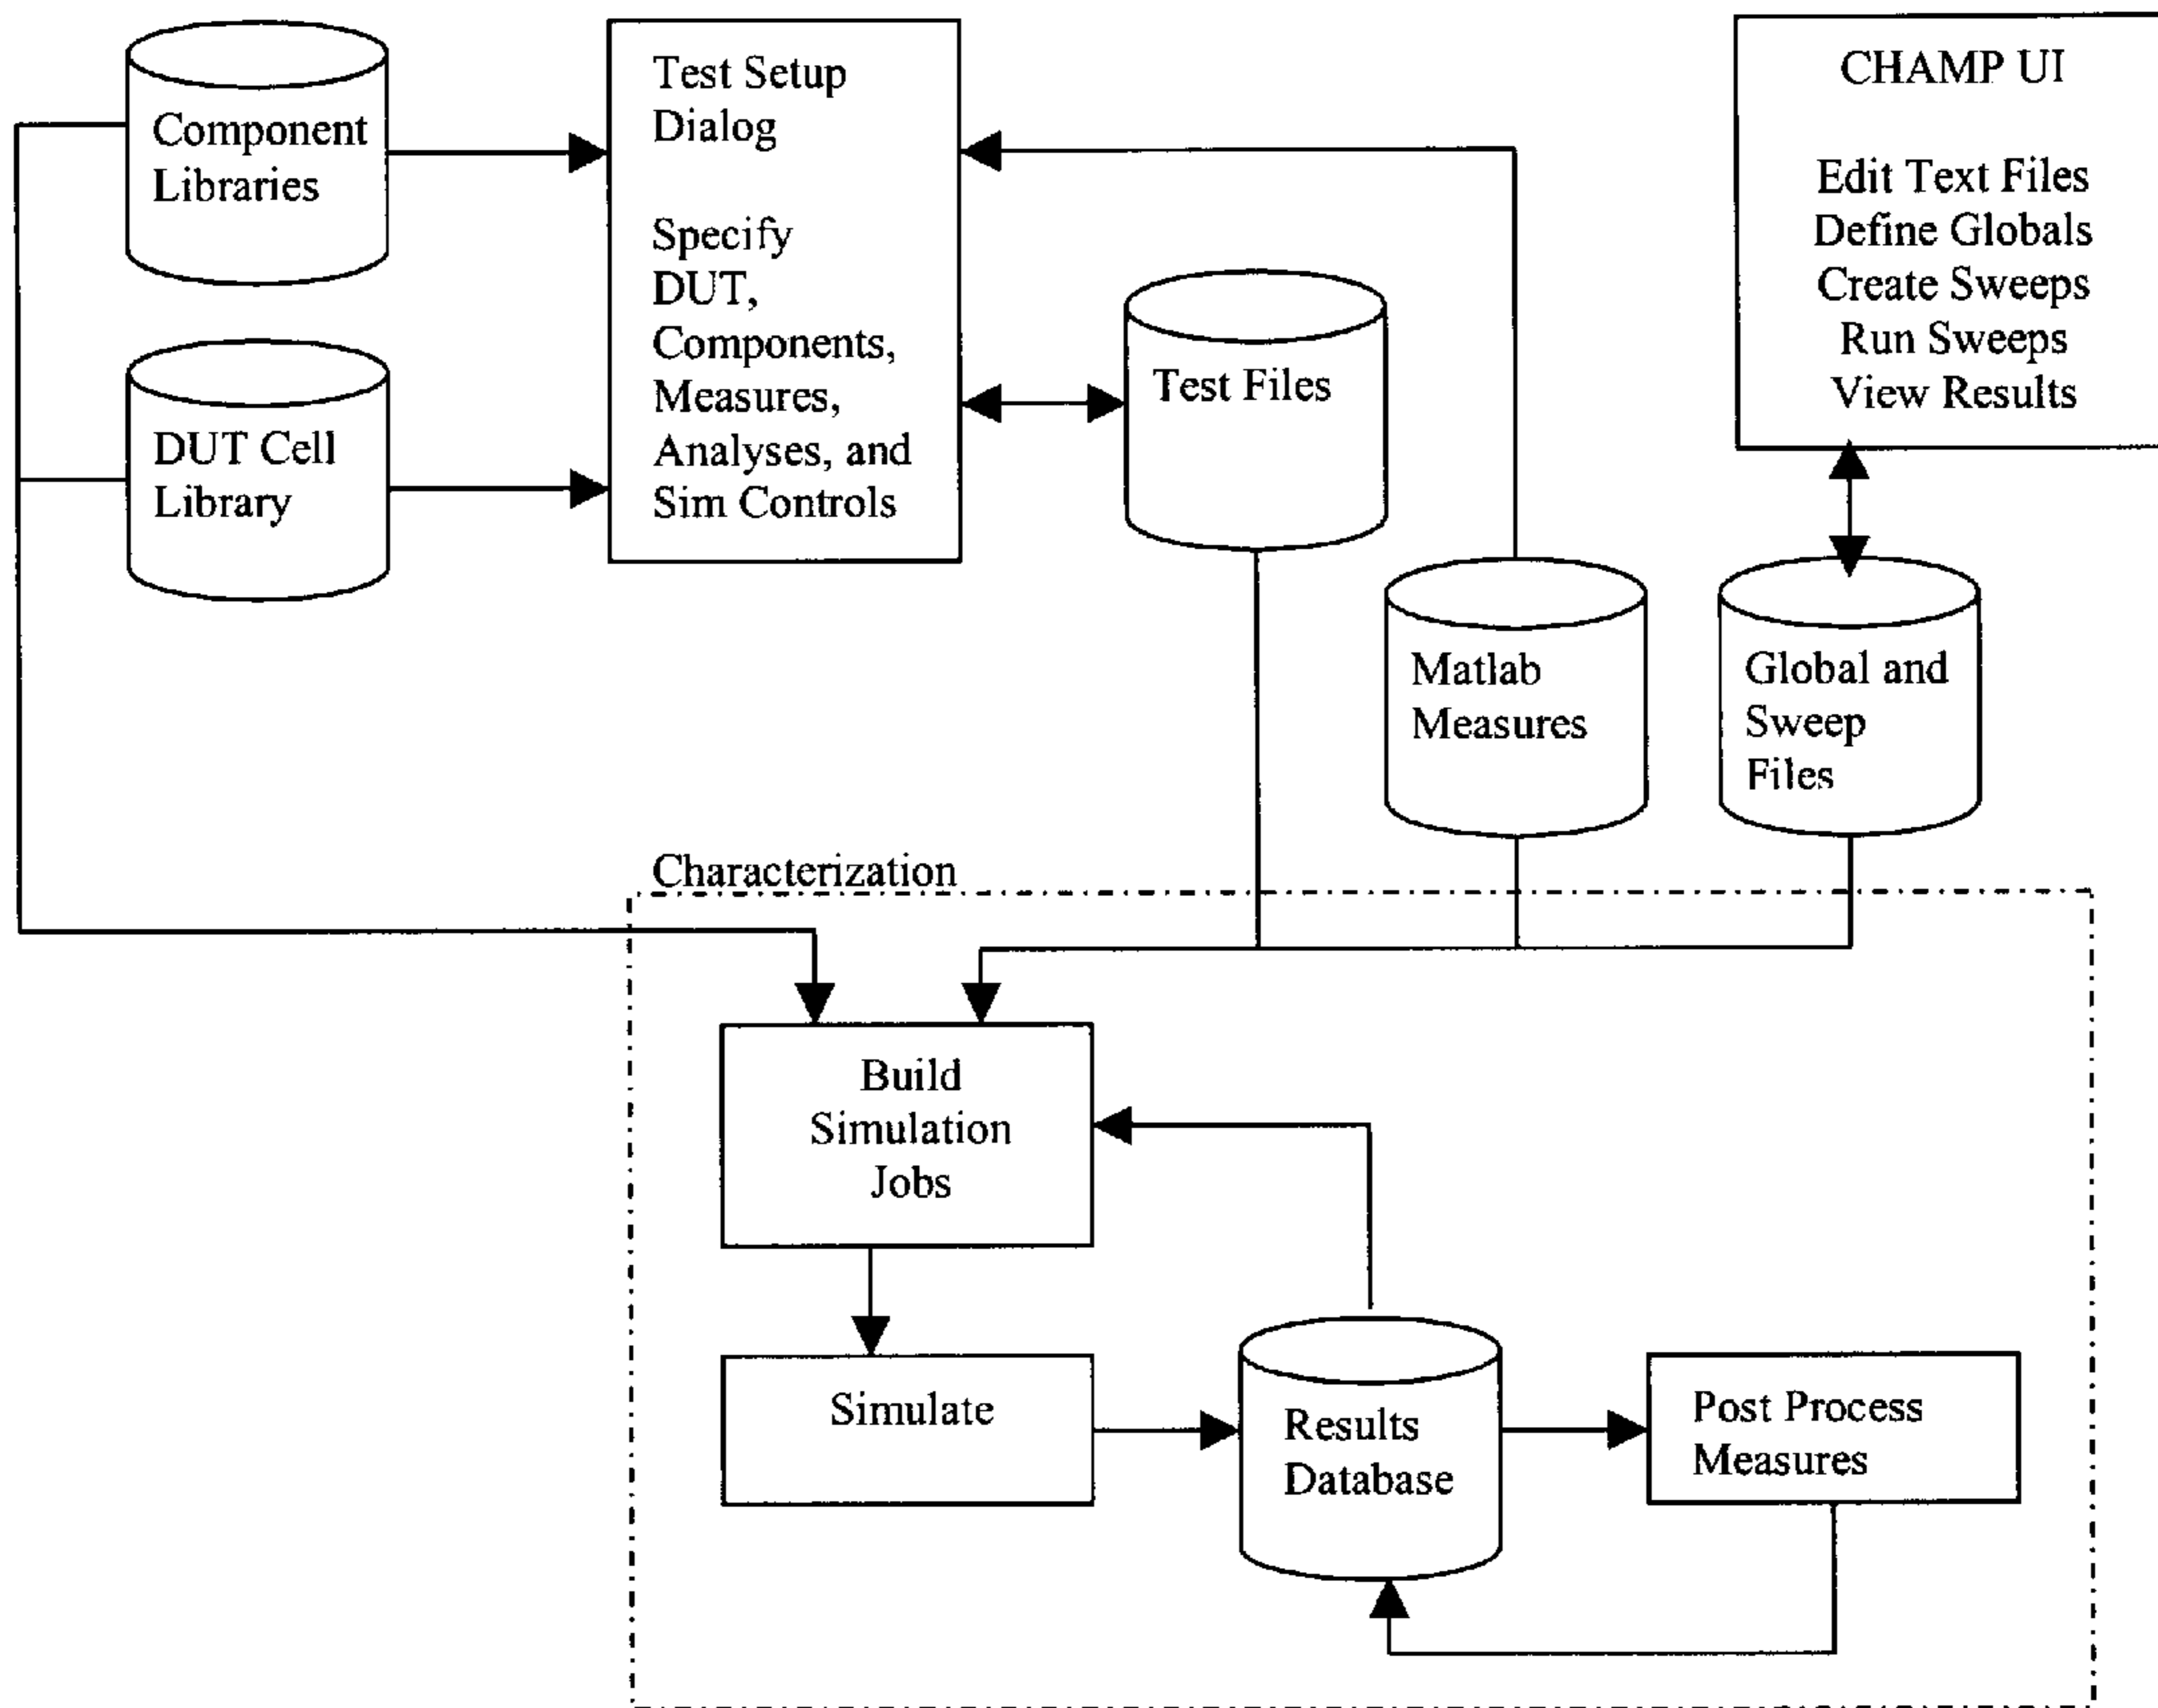 Component
Libraries
DUT Cell
Library
Test Setup
Dialog
Specify
DUT,
Components,
Measures,
Analyses, and
Sim Controls
Test Files
CHAMP UI
Edit Text Files
Define Globals
Create Sweeps
Run Sweeps
View Results
Matlab
Measures
Global and
Sweep
Files
Characterization
Build
Simulation
Jobs
Simulate
Results
Database
Post Process
Measures